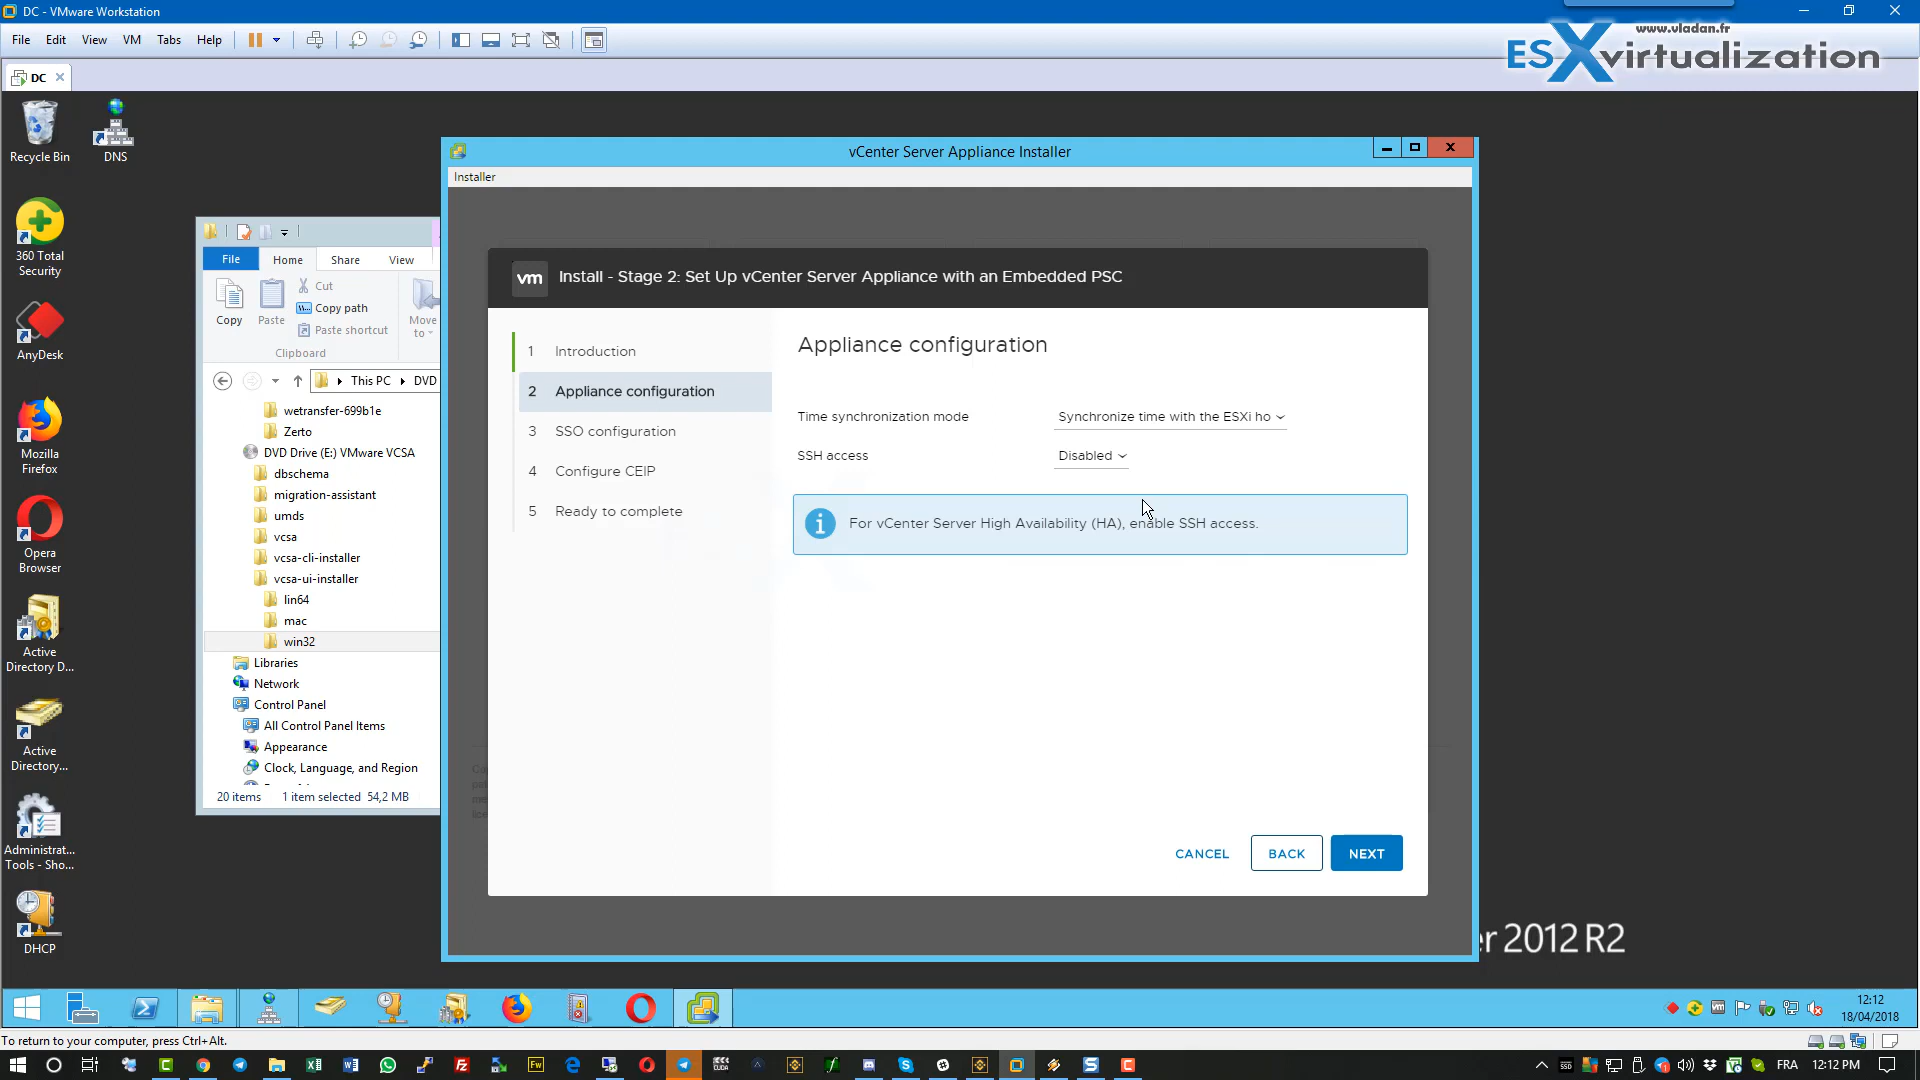 DC - VMware Workstation
File Edit View VM Tabs Help
www.vladan.fr
ESXvirtualization
DC
Recycle Bin
DNS
360 Total Security
AnyDesk
Mozilla Firefox
Opera Browser
Active Directory D...
Active Directory...
Administrat... Tools - Sho...
DHCP
File Home Share View
Copy
Paste
Cut
Copy path
Paste shortcut
Move to
Clipboard
This PC DVD
wetransfer-699b1e
Zerto
DVD Drive (E:) VMware VCSA
dbschema
migration-assistant
umds
vcsa
vcsa-cli-installer
vcsa-ui-installer
lin64
mac
win32
Libraries
Network
Control Panel
All Control Panel Items
Appearance
Clock, Language, and Region
20 items 1 item selected 54,2 MB
vCenter Server Appliance Installer
Installer
vm Install - Stage 2: Set Up vCenter Server Appliance with an Embedded PSC
1 Introduction
2 Appliance configuration
3 SSO configuration
4 Configure CEIP
5 Ready to complete
Appliance configuration
Time synchronization mode Synchronize time with the ESXi ho
SSH access Disabled
For vCenter Server High Availability (HA), enable SSH access.
CANCEL BACK NEXT
er 2012 R2
12:12
18/04/2018
To return to your computer, press Ctrl+Alt.
FRA 12:12 PM